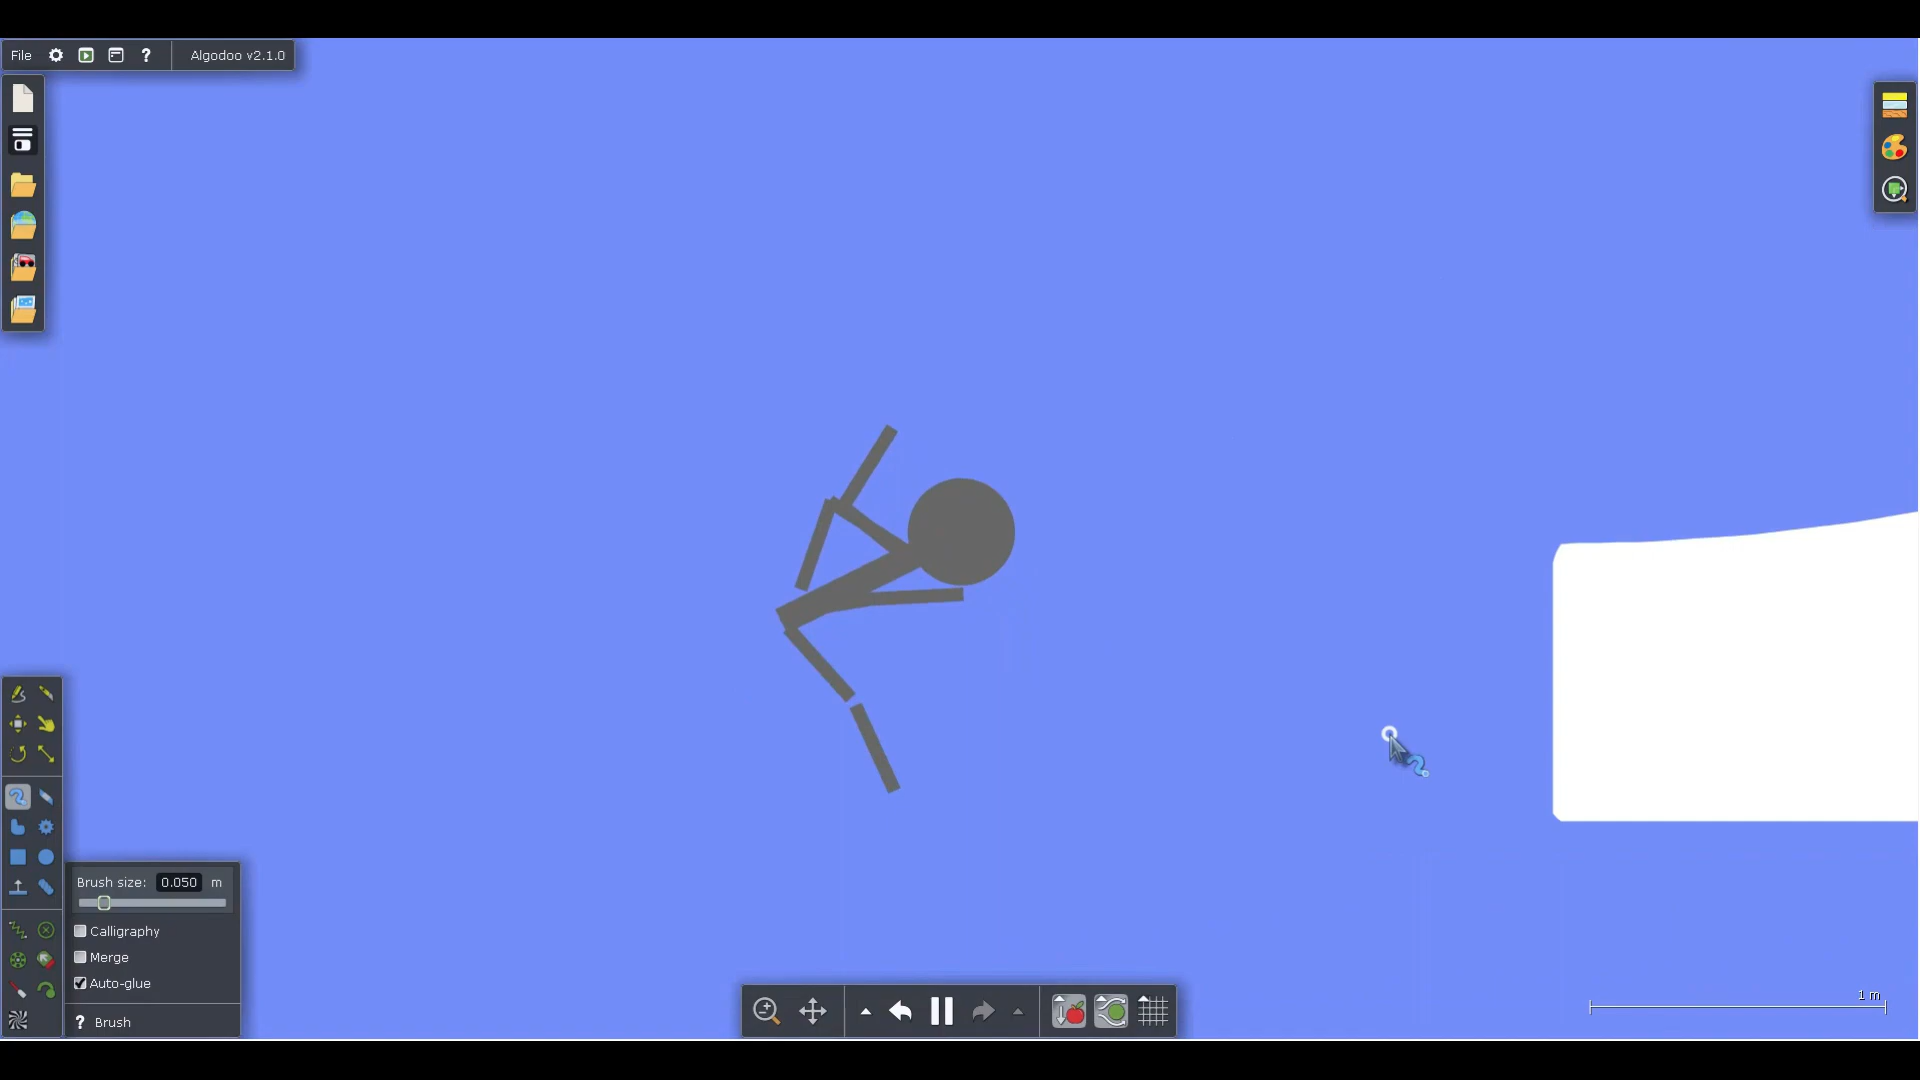 File ? Algodoo v2.1.0
Brush size: 0.050 m
Calligraphy
Merge
Auto-glue
? Brush
1 m